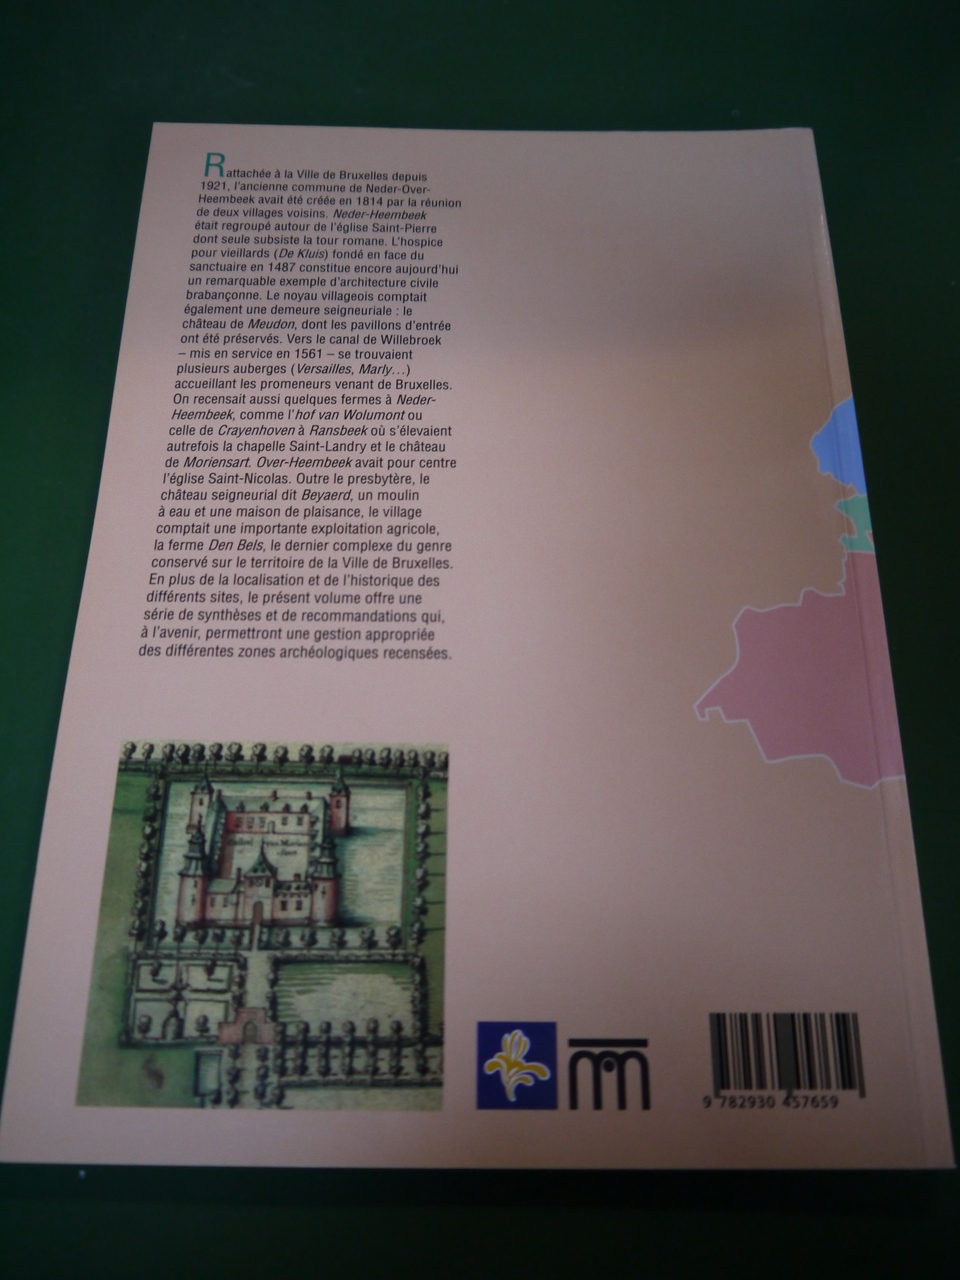 Rattachée à la Ville de Bruxelles depuis
1921, l'ancienne commune de Neder-Over-
Heembeek avait été créée en 1814 par la réunion
de deux villages voisins. Neder-Heembeek
était regroupé autour de l'église Saint-Pierre
dont seule subsiste la tour romane. L'hospice
pour vieillards (De Kluis) fondé en face du
sanctuaire en 1487 constitue encore aujourd'hui
un remarquable exemple d'architecture civile
brabançonne. Le noyau villageois comptait
également une demeure seigneuriale : le
château de Meudon, dont les pavillons d'entrée
ont été préservés. Vers le canal de Willebroek
– mis en service en 1561 – se trouvaient
plusieurs auberges (Versailles, Marly…)
accueillant les promeneurs venant de Bruxelles.
On recensait aussi quelques fermes à Neder-
Heembeek, comme l'hof van Wolumont ou
celle de Crayenhoven à Ransbeek où s'élevaient
autrefois la chapelle Saint-Landry et le château
de Moriensart. Over-Heembeek avait pour centre
l'église Saint-Nicolas. Outre le presbytère, le
château seigneurial dit Beyaerd, un moulin
à eau et une maison de plaisance, le village
comptait une importante exploitation agricole,
la ferme Den Bels, le dernier complexe du genre
conservé sur le territoire de la Ville de Bruxelles.
En plus de la localisation et de l'historique des
différents sites, le présent volume offre une
série de synthèses et de recommandations qui,
à l'avenir, permettront une gestion appropriée
des différentes zones archéologiques recensées.
9 782930 457659